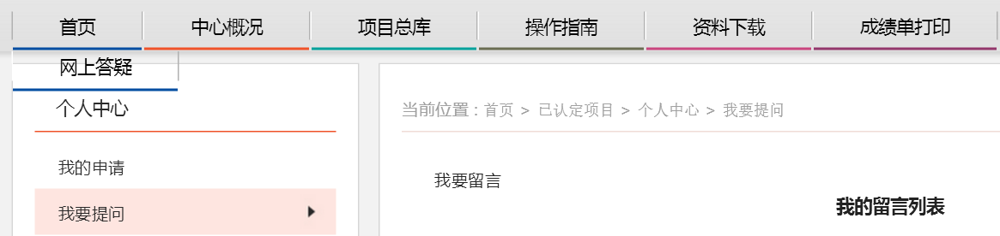 首页 中心概况 项目总库 操作指南 资料下载 成绩单打印
网上答疑
个人中心
我的申请
我要提问
当前位置 : 首页 > 已认定项目 > 个人中心 > 我要提问
我要留言
我的留言列表